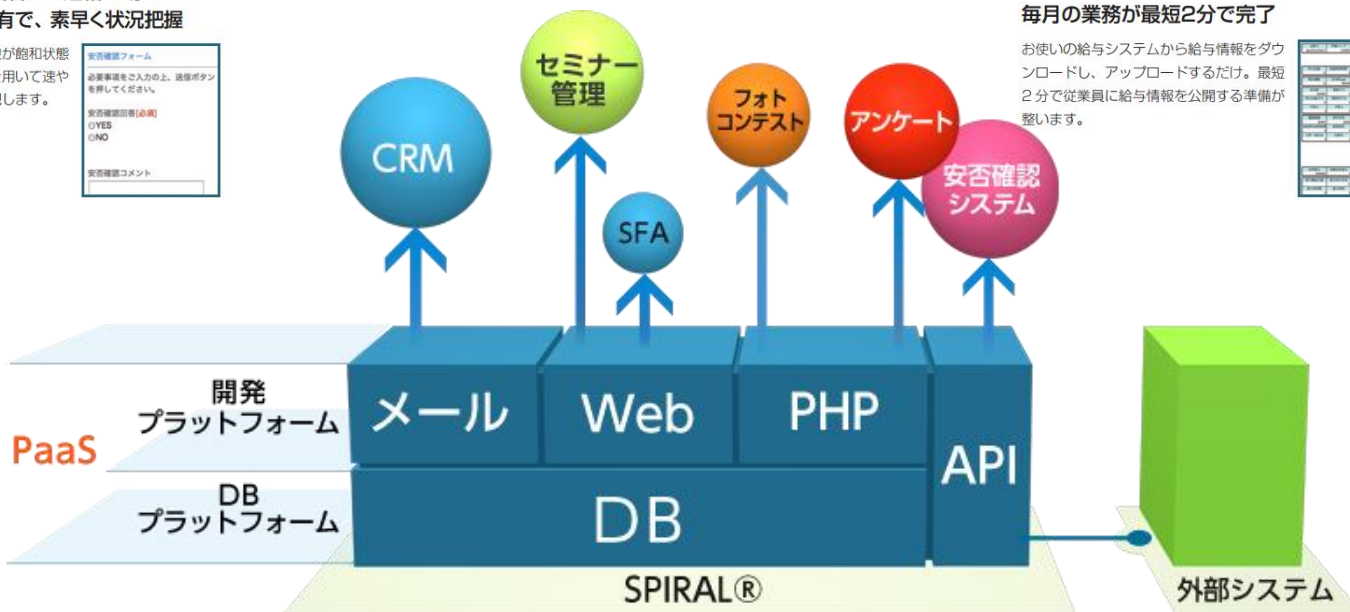 有で、素早く状況把握
が飽和状態
用いて速や
します。
安否確認フォーム
必要事項をご入力の上、送信ボタン
を押してください。
安否確認回答[必須]
○YES
○NO
安否確認コメント
毎月の業務が最短2分で完了
お使いの給与システムから給与情報をダウ
ンロードし、アップロードするだけ。最短
2分で従業員に給与情報を公開する準備が
整います。
CRM
セミナー
管理
SFA
フォト
コンテスト
アンケート
安否確認
システム
PaaS
開発
プラットフォーム
DB
プラットフォーム
メール
Web
PHP
API
DB
SPIRAL®
外部システム